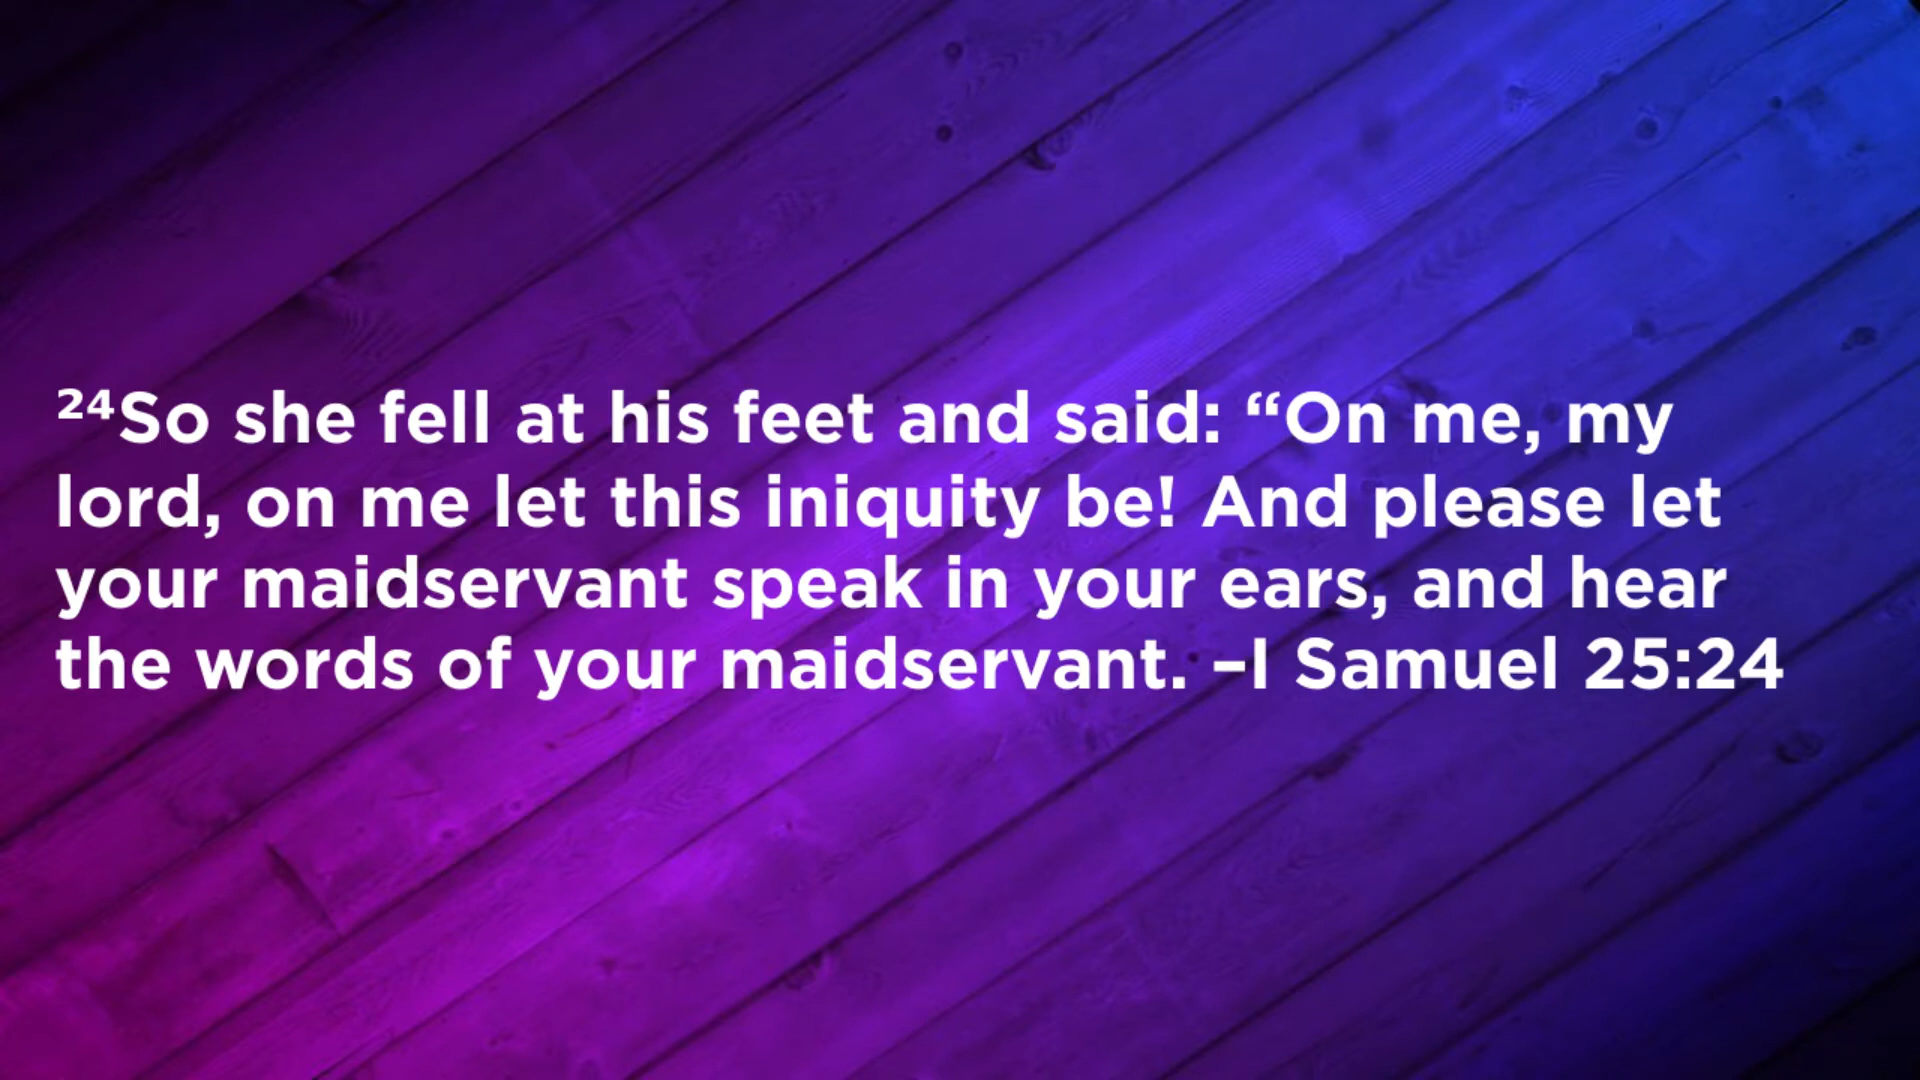 ²⁴So she fell at his feet and said: “On me, my
lord, on me let this iniquity be! And please let
your maidservant speak in your ears, and hear
the words of your maidservant. –I Samuel 25:24